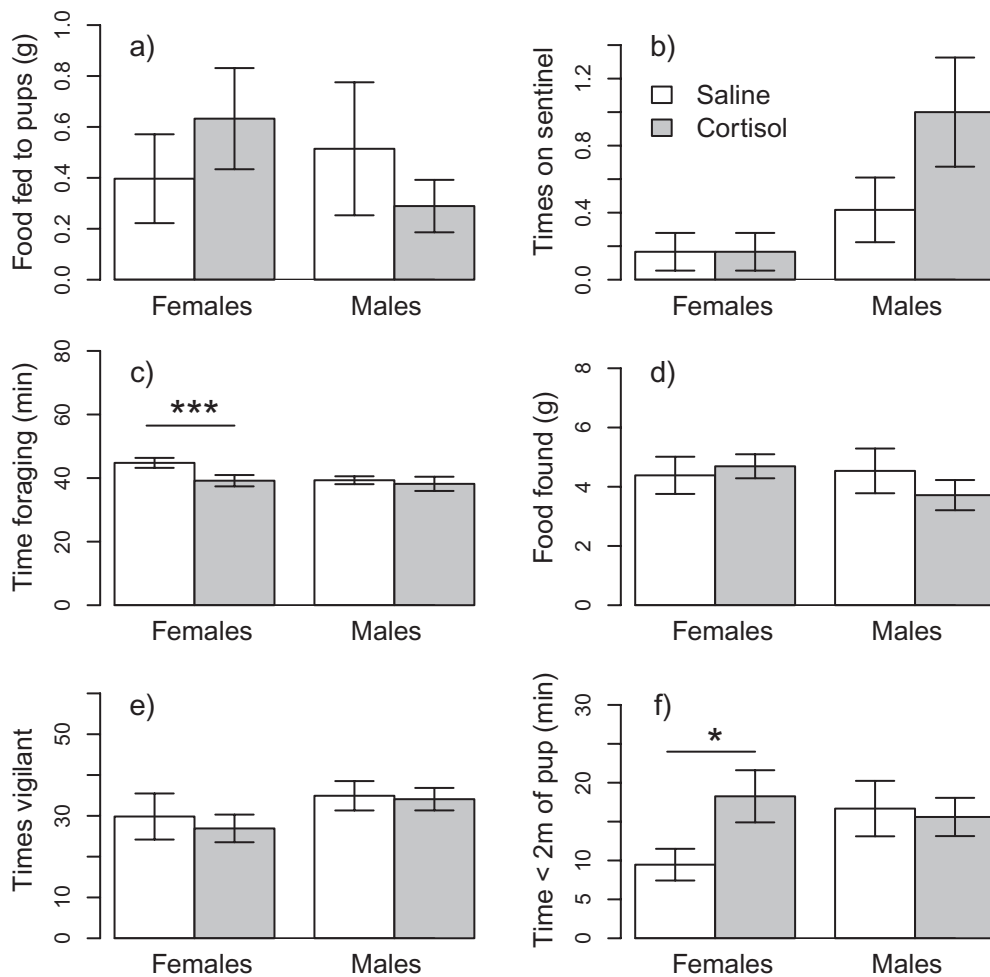 a)
Food fed to pups (g)
0.0 0.2 0.4 0.6 0.8 1.0
Females Males
b)
Saline
Cortisol
Times on sentinel
0.0 0.4 0.8 1.2
Females Males
c)
***
Time foraging (min)
0 20 40 60 80
Females Males
d)
Food found (g)
0 2 4 6 8
Females Males
e)
Times vigilant
0 10 30 50
Females Males
f)
*
Time < 2m of pup (min)
0 5 10 20 30
Females Males